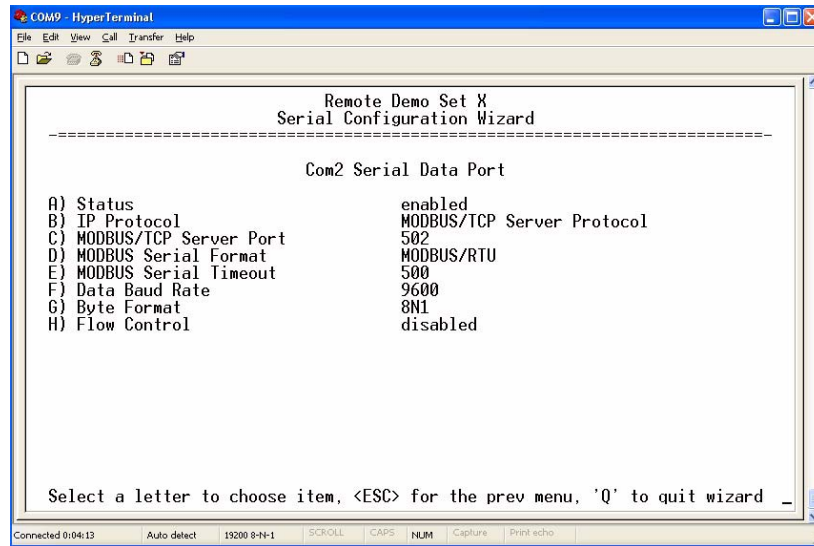 COM9 - HyperTerminal
File Edit View Call Transfer Help
Remote Demo Set X
Serial Configuration Wizard
-==========================================================================-
Com2 Serial Data Port
A) Status enabled
B) IP Protocol MODBUS/TCP Server Protocol
C) MODBUS/TCP Server Port 502
D) MODBUS Serial Format MODBUS/RTU
E) MODBUS Serial Timeout 500
F) Data Baud Rate 9600
G) Byte Format 8N1
H) Flow Control disabled
Select a letter to choose item, <ESC> for the prev menu, 'Q' to quit wizard _
Connected 0:04:13 Auto detect 19200 8-N-1 SCROLL CAPS NUM Capture Print echo